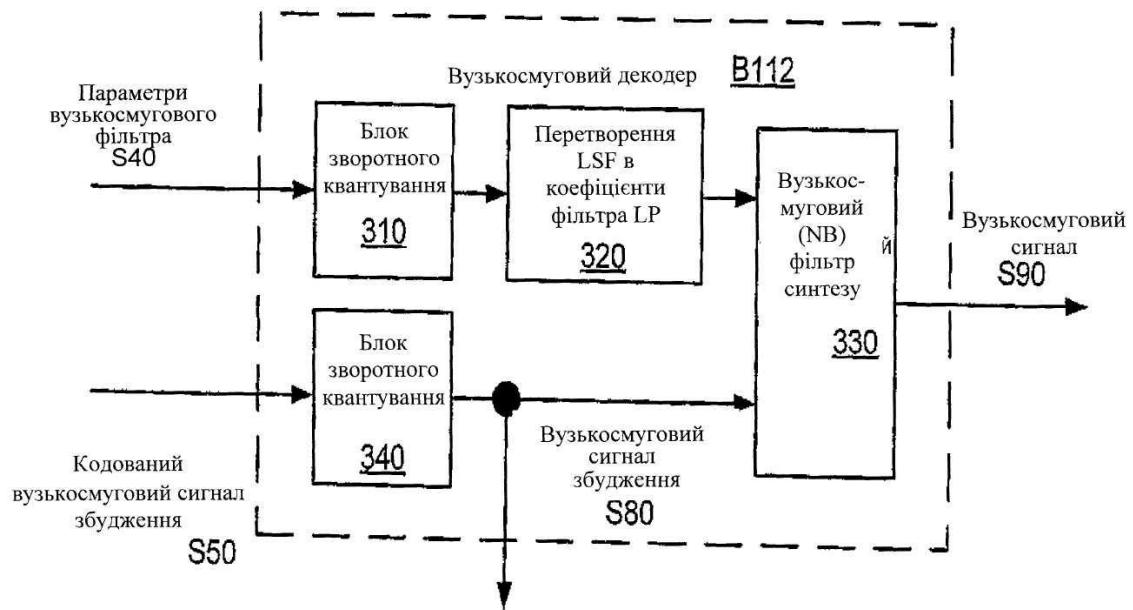 Вузькосмуговий декодер B112
Параметри
вузькосмугового
фільтра
S40
Блок
зворотного
квантування
310
Перетворення
LSF в
коефіцієнти
фільтра LP
320
Вузькос-
муговий
(NB) й
фільтр
синтезу
330
Вузькосмуговий
сигнал
S90
Блок
зворотного
квантування
340
Кодований
вузькосмуговий сигнал
збудження
S50
Вузькосмуговий
сигнал
збудження
S80